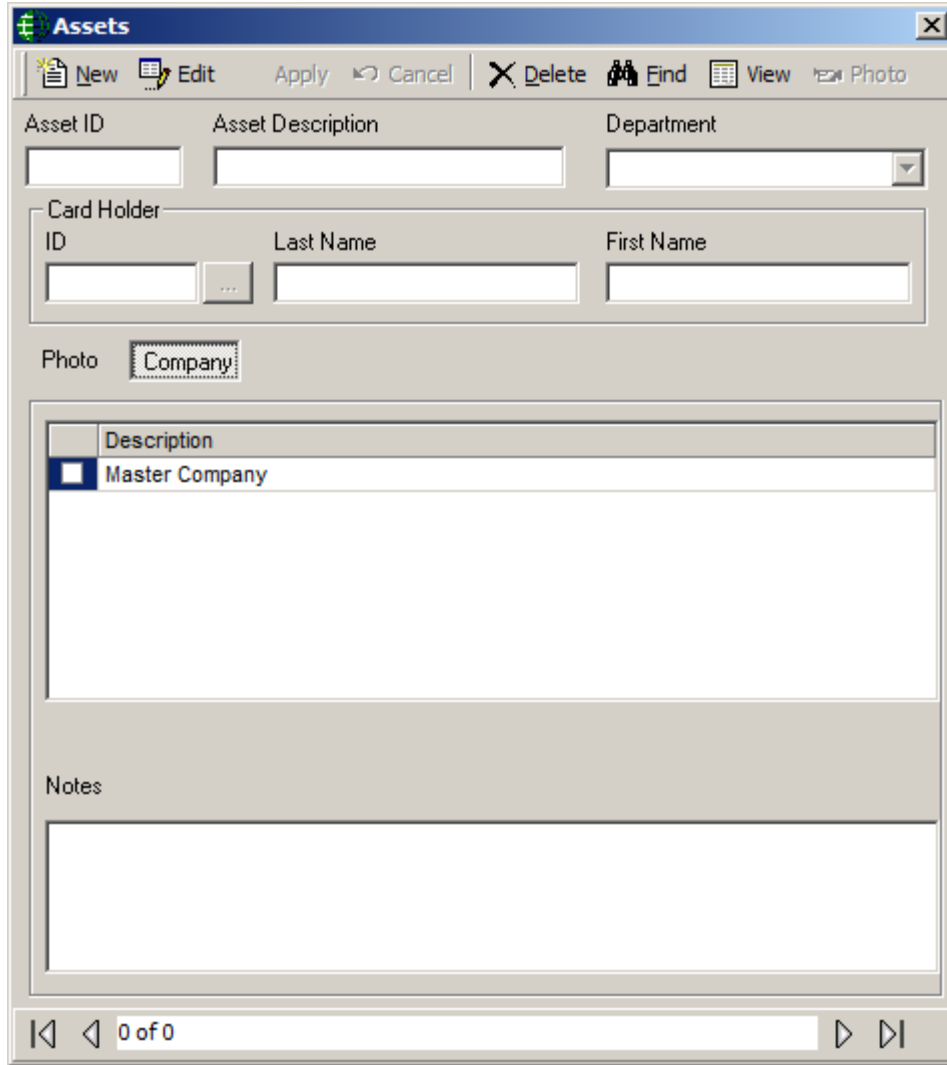 Assets
New Edit Apply Cancel Delete Find View Photo
Asset ID Asset Description Department
Card Holder
ID Last Name First Name
...
Photo Company
Description
Master Company
Notes
0 of 0